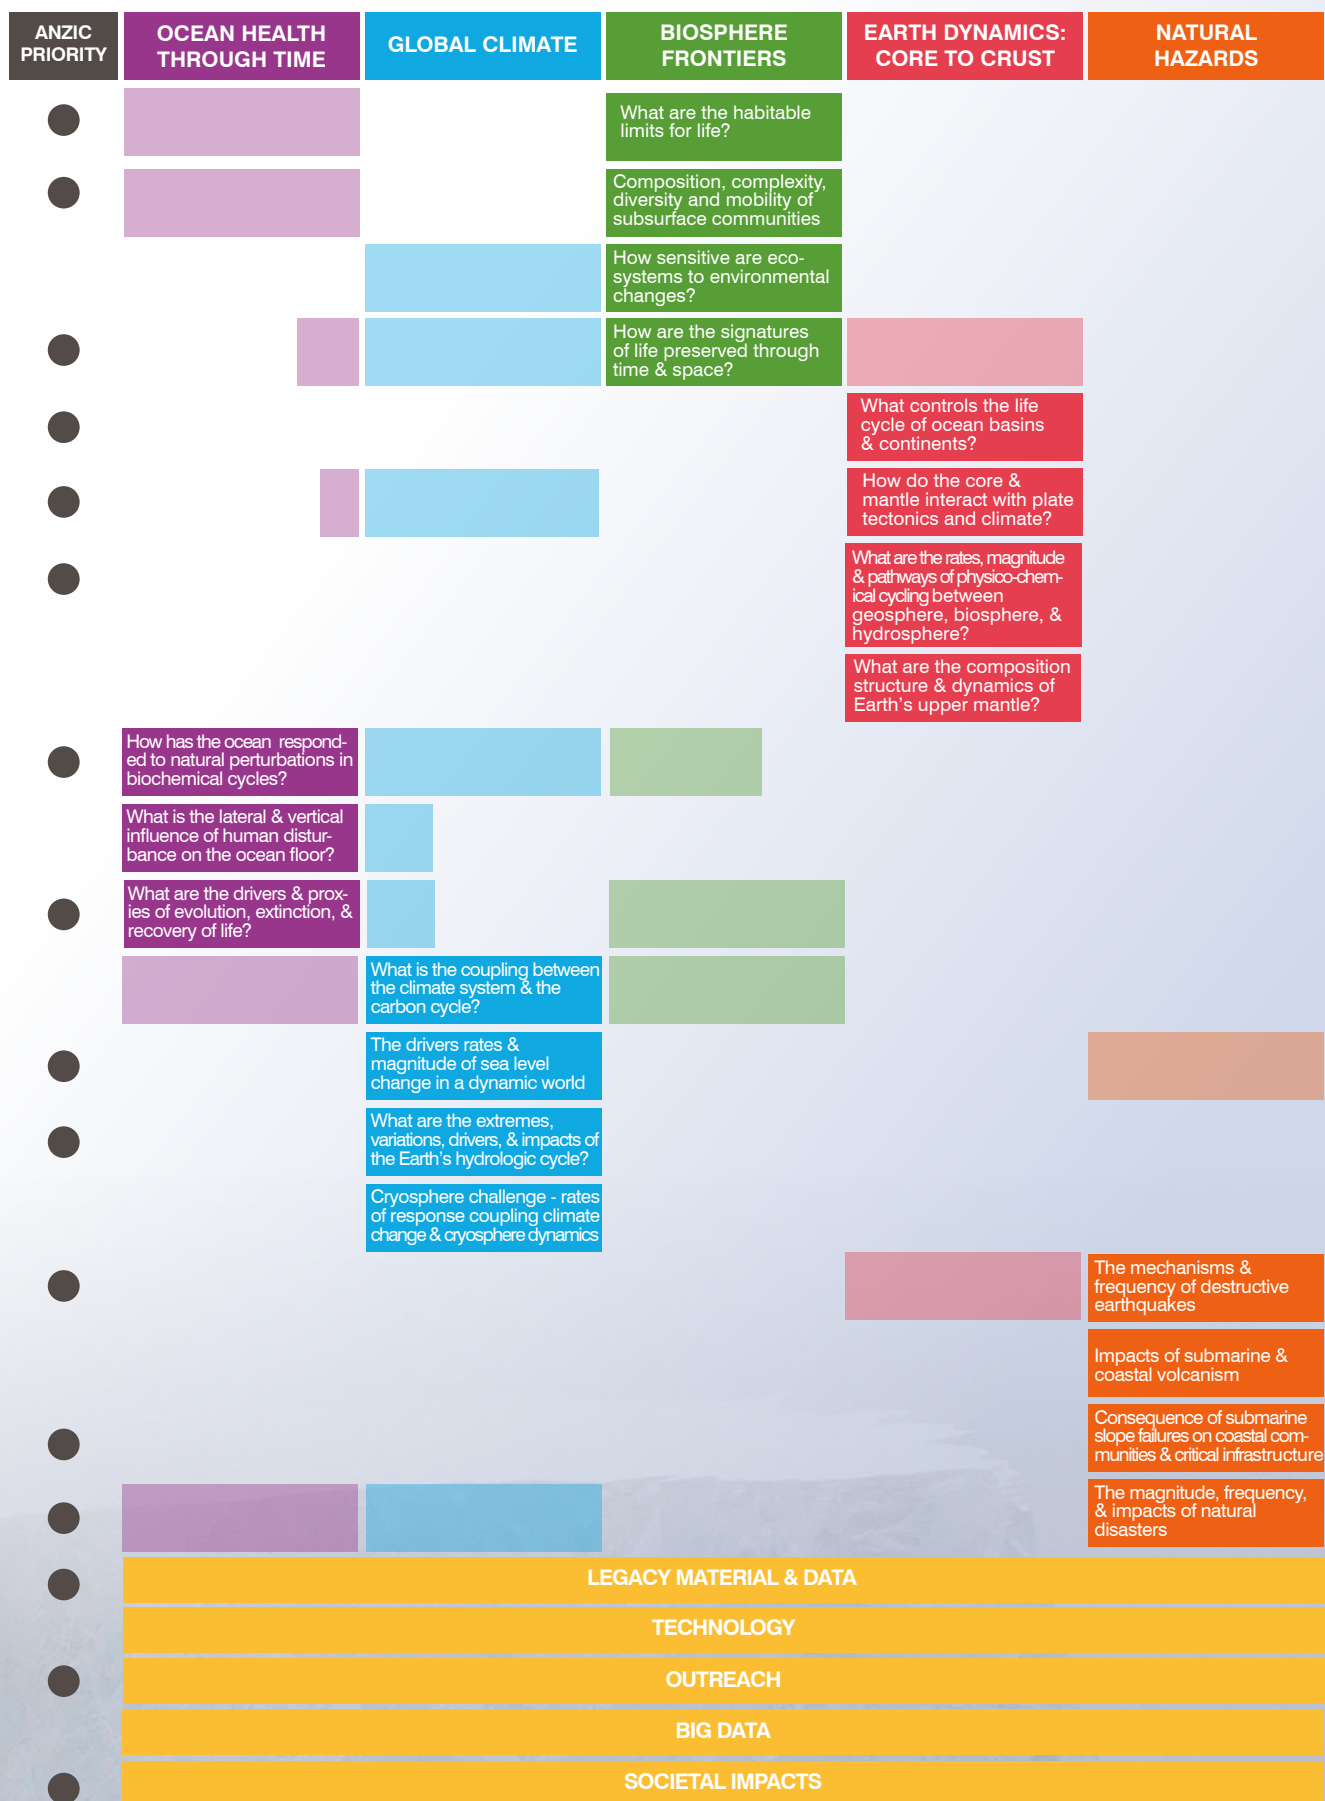 ANZIC
PRIORITY
OCEAN HEALTH
THROUGH TIME
GLOBAL CLIMATE
BIOSPHERE
FRONTIERS
EARTH DYNAMICS:
CORE TO CRUST
NATURAL
HAZARDS
What are the habitable
limits for life?
Composition, complexity,
diversity and mobility of
subsurface communities
How sensitive are eco-
systems to environmental
changes?
How are the signatures
of life preserved through
time & space?
What controls the life
cycle of ocean basins
& continents?
How do the core &
mantle interact with plate
tectonics and climate?
What are the rates, magnitude
& pathways of physico-chem-
ical cycling between
geosphere, biosphere, &
hydrosphere?
What are the composition
structure & dynamics of
Earth's upper mantle?
How has the ocean respond-
ed to natural perturbations in
biochemical cycles?
What is the lateral & vertical
influence of human distur-
bance on the ocean floor?
What are the drivers & prox-
ies of evolution, extinction, &
recovery of life?
What is the coupling between
the climate system & the
carbon cycle?
The drivers rates &
magnitude of sea level
change in a dynamic world
What are the extremes,
variations, drivers, & impacts of
the Earth's hydrologic cycle?
Cryosphere challenge - rates
of response coupling climate
change & cryosphere dynamics
The mechanisms &
frequency of destructive
earthquakes
Impacts of submarine &
coastal volcanism
Consequence of submarine
slope failures on coastal com-
munities & critical infrastructure
The magnitude, frequency,
& impacts of natural
disasters
LEGACY MATERIAL & DATA
TECHNOLOGY
OUTREACH
BIG DATA
SOCIETAL IMPACTS